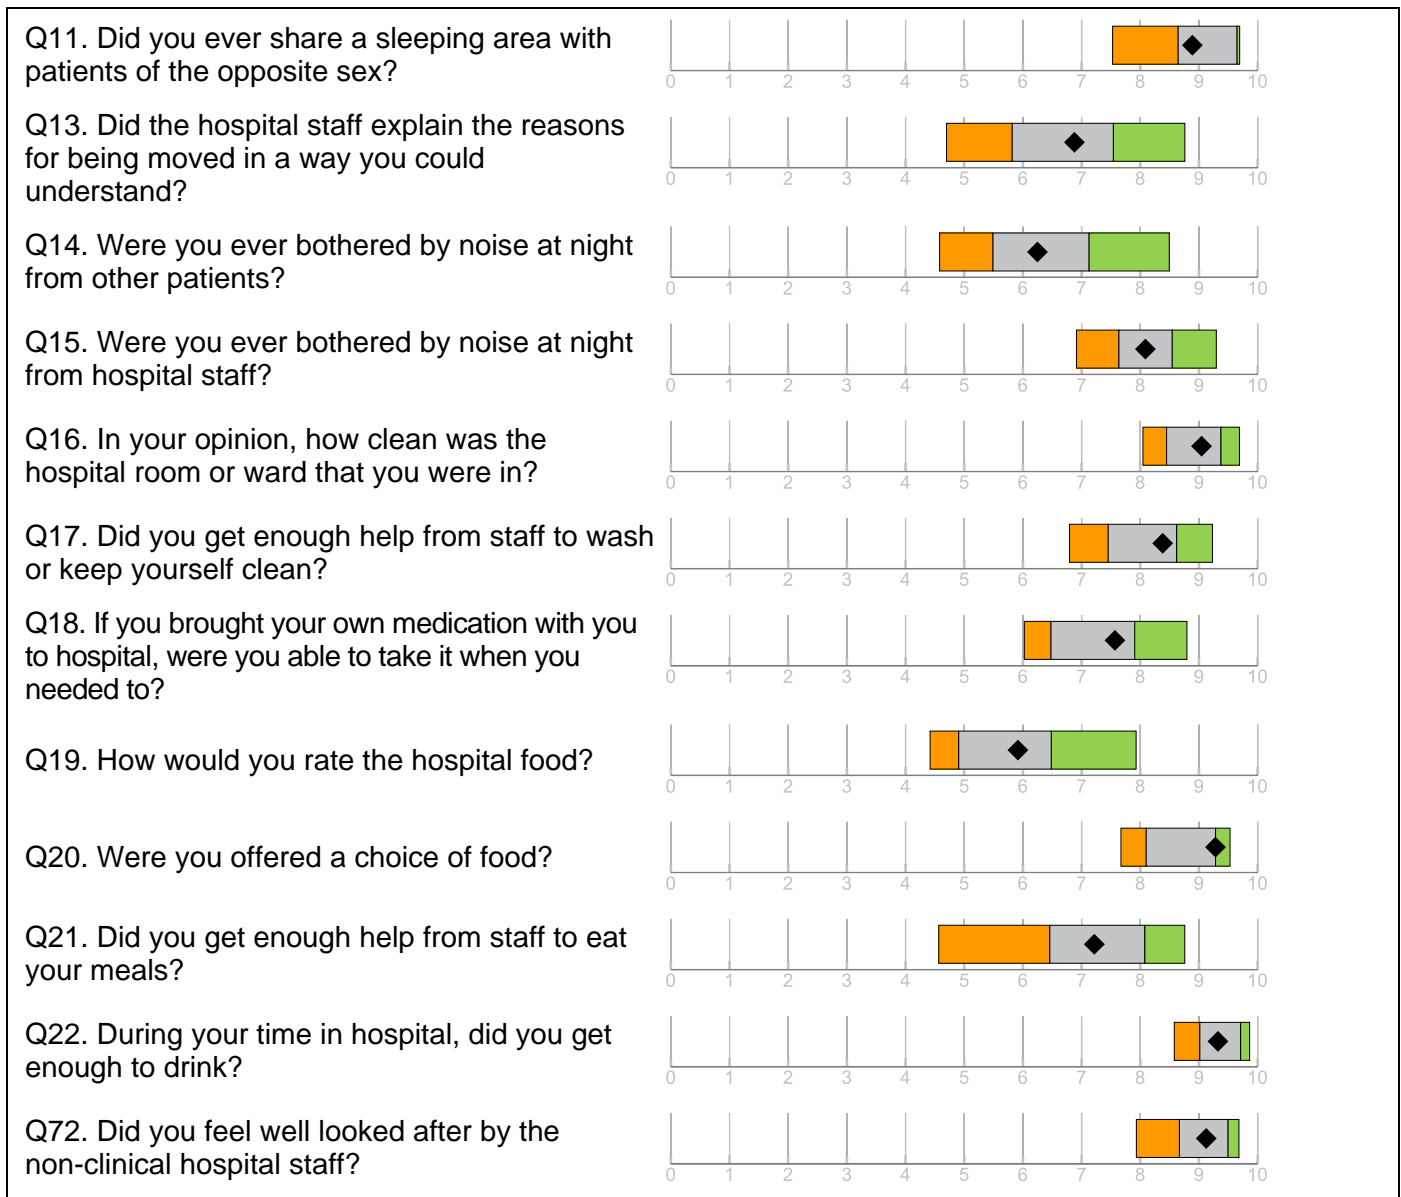 Q11. Did you ever share a sleeping area with
patients of the opposite sex?
0 1 2 3 4 5 6 7 8 9 10
Q13. Did the hospital staff explain the reasons
for being moved in a way you could
understand?
0 1 2 3 4 5 6 7 8 9 10
Q14. Were you ever bothered by noise at night
from other patients?
0 1 2 3 4 5 6 7 8 9 10
Q15. Were you ever bothered by noise at night
from hospital staff?
0 1 2 3 4 5 6 7 8 9 10
Q16. In your opinion, how clean was the
hospital room or ward that you were in?
0 1 2 3 4 5 6 7 8 9 10
Q17. Did you get enough help from staff to wash
or keep yourself clean?
0 1 2 3 4 5 6 7 8 9 10
Q18. If you brought your own medication with you
to hospital, were you able to take it when you
needed to?
0 1 2 3 4 5 6 7 8 9 10
Q19. How would you rate the hospital food?
0 1 2 3 4 5 6 7 8 9 10
Q20. Were you offered a choice of food?
0 1 2 3 4 5 6 7 8 9 10
Q21. Did you get enough help from staff to eat
your meals?
0 1 2 3 4 5 6 7 8 9 10
Q22. During your time in hospital, did you get
enough to drink?
0 1 2 3 4 5 6 7 8 9 10
Q72. Did you feel well looked after by the
non-clinical hospital staff?
0 1 2 3 4 5 6 7 8 9 10